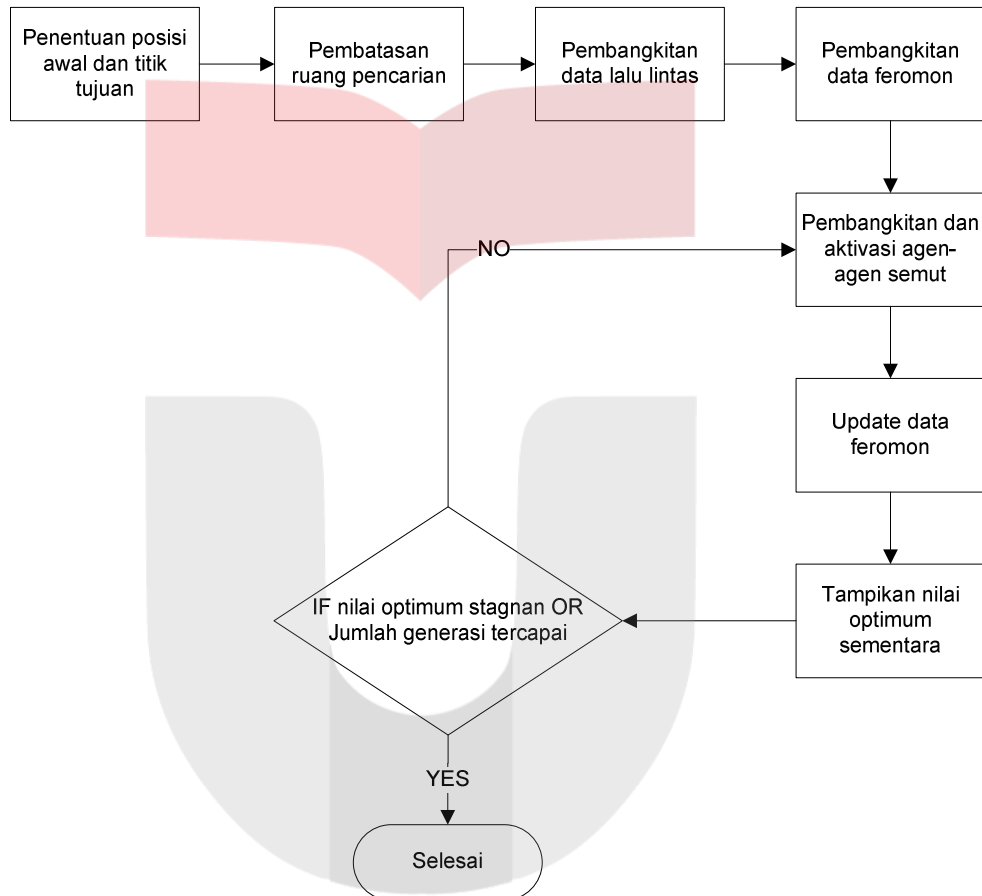 Penentuan posisi
awal dan titik
tujuan
Pembatasan
ruang pencarian
Pembangkitan
data lalu lintas
Pembangkitan
data feromon
Pembangkitan dan
aktivasi agen-
agen semut
NO
Update data
feromon
Tampikan nilai
optimum
sementara
IF nilai optimum stagnan OR
Jumlah generasi tercapai
YES
Selesai